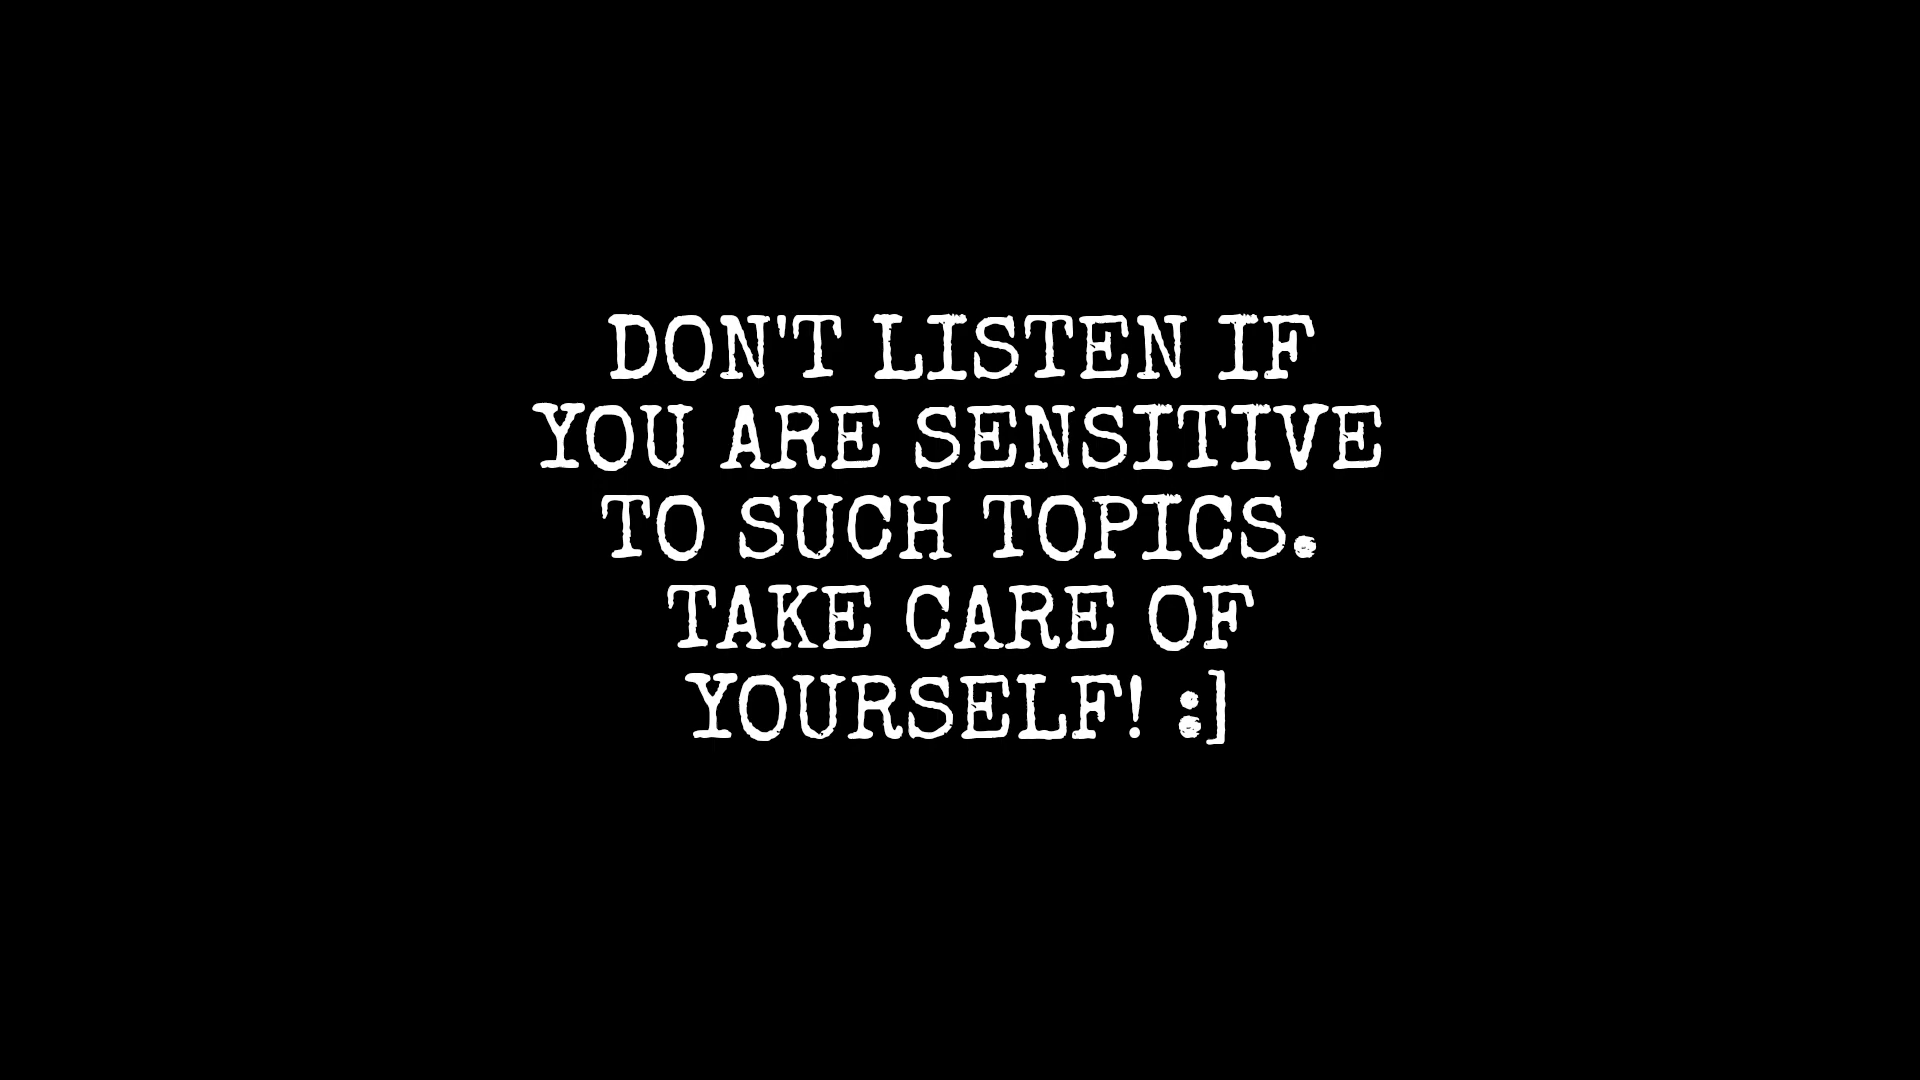 DON'T LISTEN IF
YOU ARE SENSITIVE
TO SUCH TOPICS.
TAKE CARE OF
YOURSELF! :]